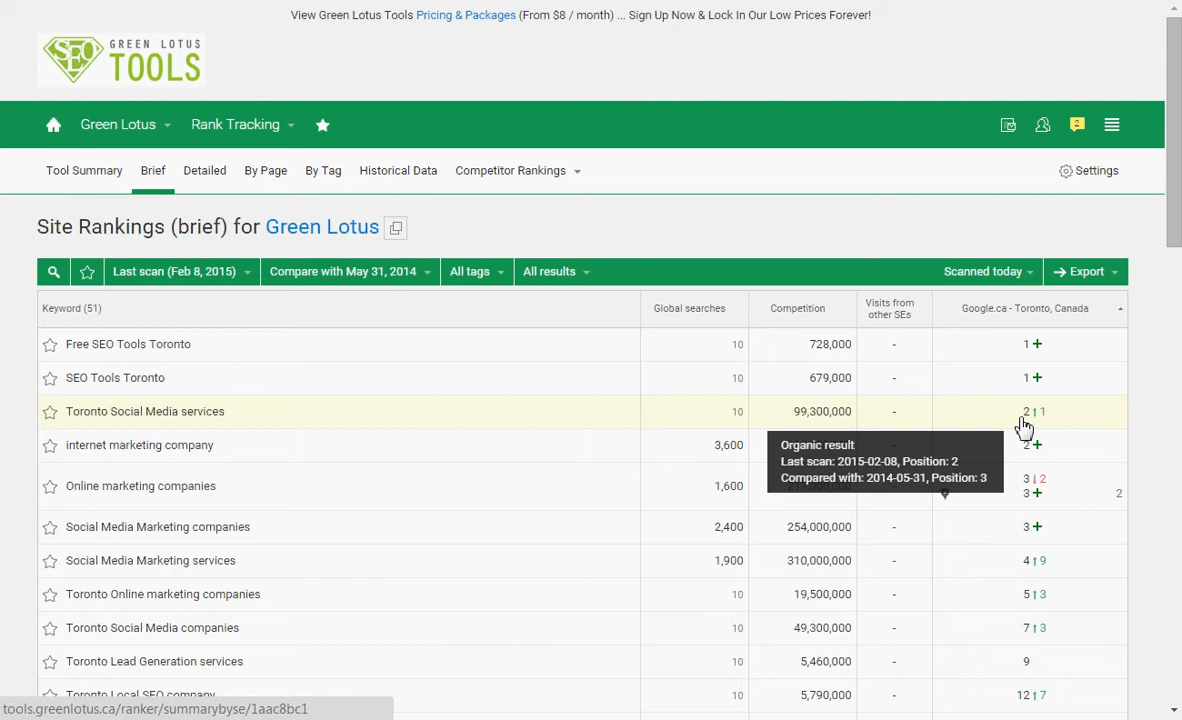 View Green Lotus Tools Pricing & Packages (From $8 / month) ... Sign Up Now & Lock In Our Low Prices Forever!
SEO GREEN LOTUS TOOLS
Green Lotus Rank Tracking 2
Tool Summary Brief Detailed By Page By Tag Historical Data Competitor Rankings Settings
Site Rankings (brief) for Green Lotus
Last scan (Feb 8, 2015) Compare with May 31, 2014 All tags All results Scanned today Export
Keyword (51) Global searches Competition Visits from other SEs Google.ca - Toronto, Canada
Free SEO Tools Toronto 10 728,000 - 1 +
SEO Tools Toronto 10 679,000 - 1 +
Toronto Social Media services 10 99,300,000 - 2 ↑ 1
internet marketing company 3,600 2 +
Organic result
Last scan: 2015-02-08, Position: 2
Compared with: 2014-05-31, Position: 3
Online marketing companies 1,600 3 ↓ 2
3 + 2
Social Media Marketing companies 2,400 254,000,000 - 3 +
Social Media Marketing services 1,900 310,000,000 - 4 ↑ 9
Toronto Online marketing companies 10 19,500,000 - 5 ↑ 3
Toronto Social Media companies 10 49,300,000 - 7 ↑ 3
Toronto Lead Generation services 10 5,460,000 - 9
Toronto Local SEO company 10 5,790,000 - 12 ↑ 7
tools.greenlotus.ca/ranker/summarybyse/1aac8bc1